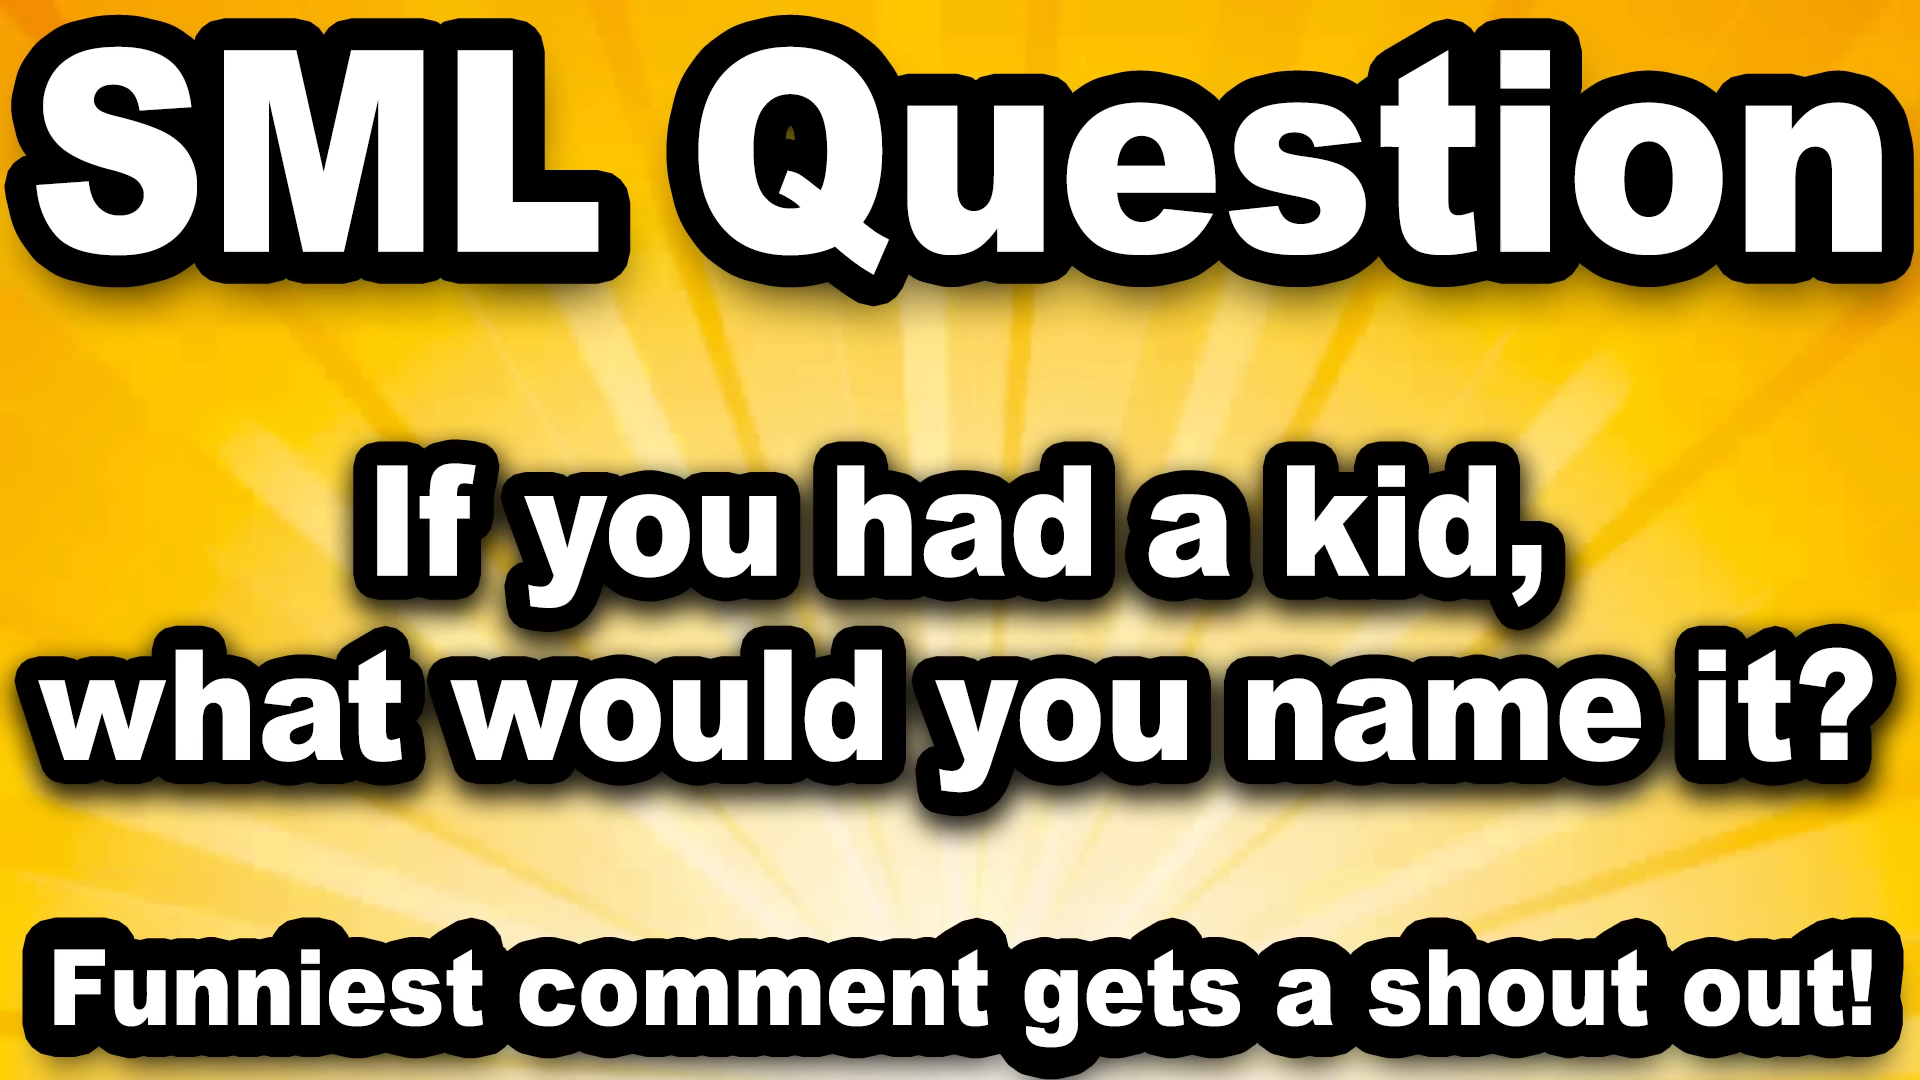 SML Question
If you had a kid,
what would you name it?
Funniest comment gets a shout out!